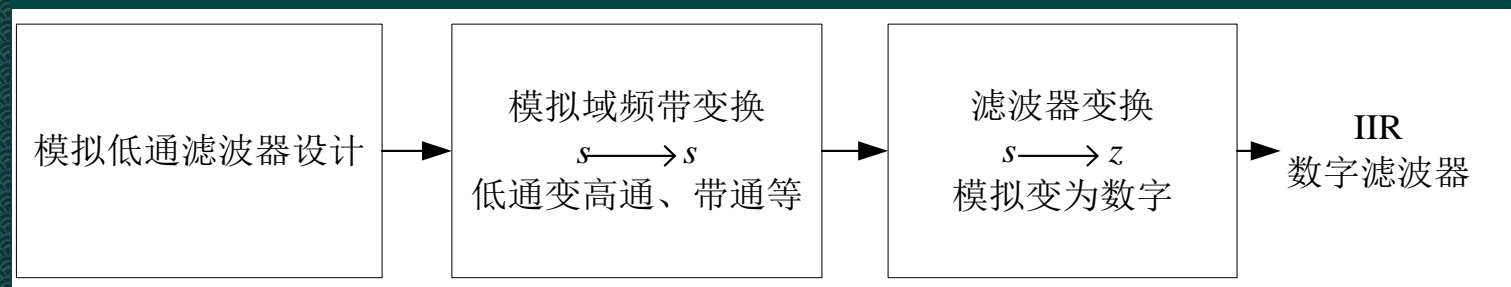 模拟低通滤波器设计
模拟域频带变换
s⟶s
低通变高通、带通等
滤波器变换
s⟶z
模拟变为数字
IIR
数字滤波器